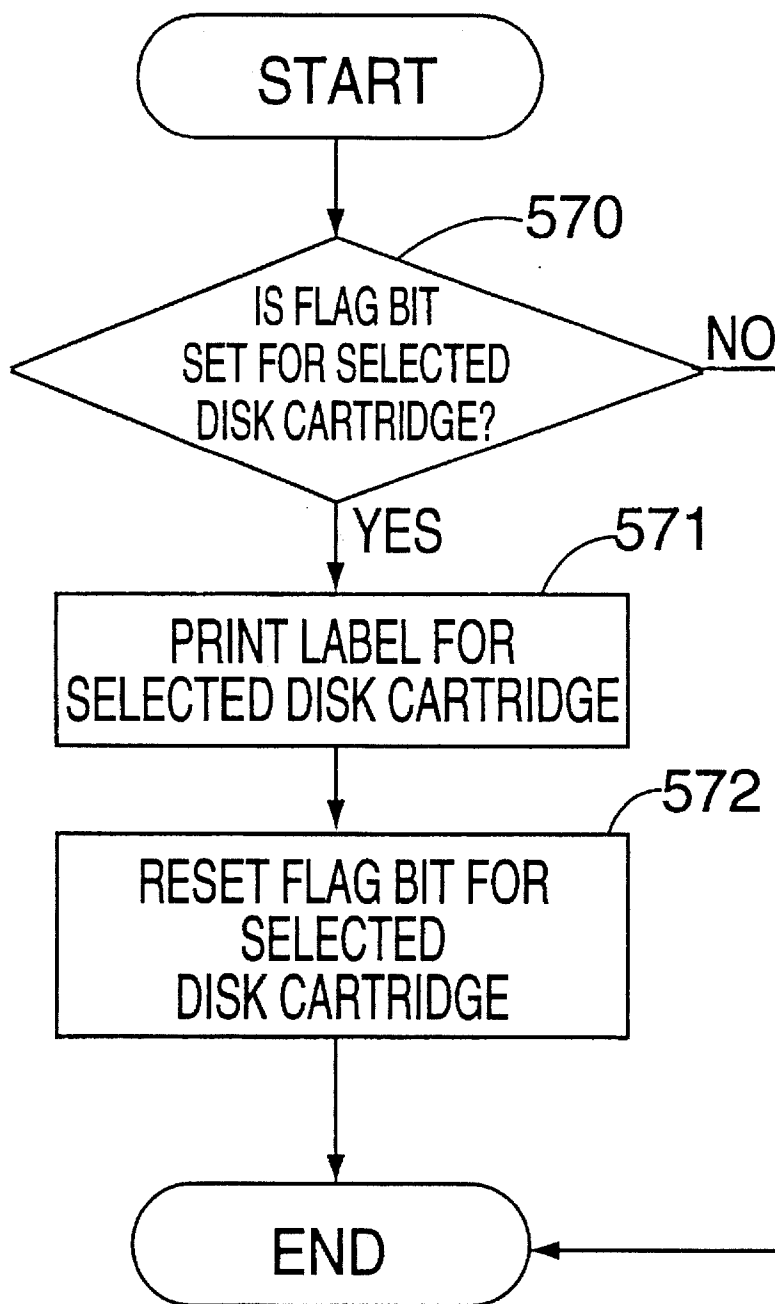 START
570
IS FLAG BIT
SET FOR SELECTED
DISK CARTRIDGE?
NO
YES
571
PRINT LABEL FOR
SELECTED DISK CARTRIDGE
572
RESET FLAG BIT FOR
SELECTED
DISK CARTRIDGE
END